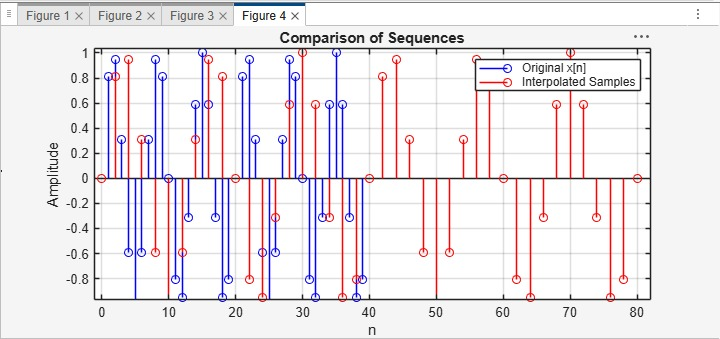 Figure 1 × Figure 2 × Figure 3 × Figure 4 ×
Comparison of Sequences
Original x[n]
Interpolated Samples
Amplitude
1
0.8
0.6
0.4
0.2
0
-0.2
-0.4
-0.6
-0.8
0 10 20 30 40 50 60 70 80
n